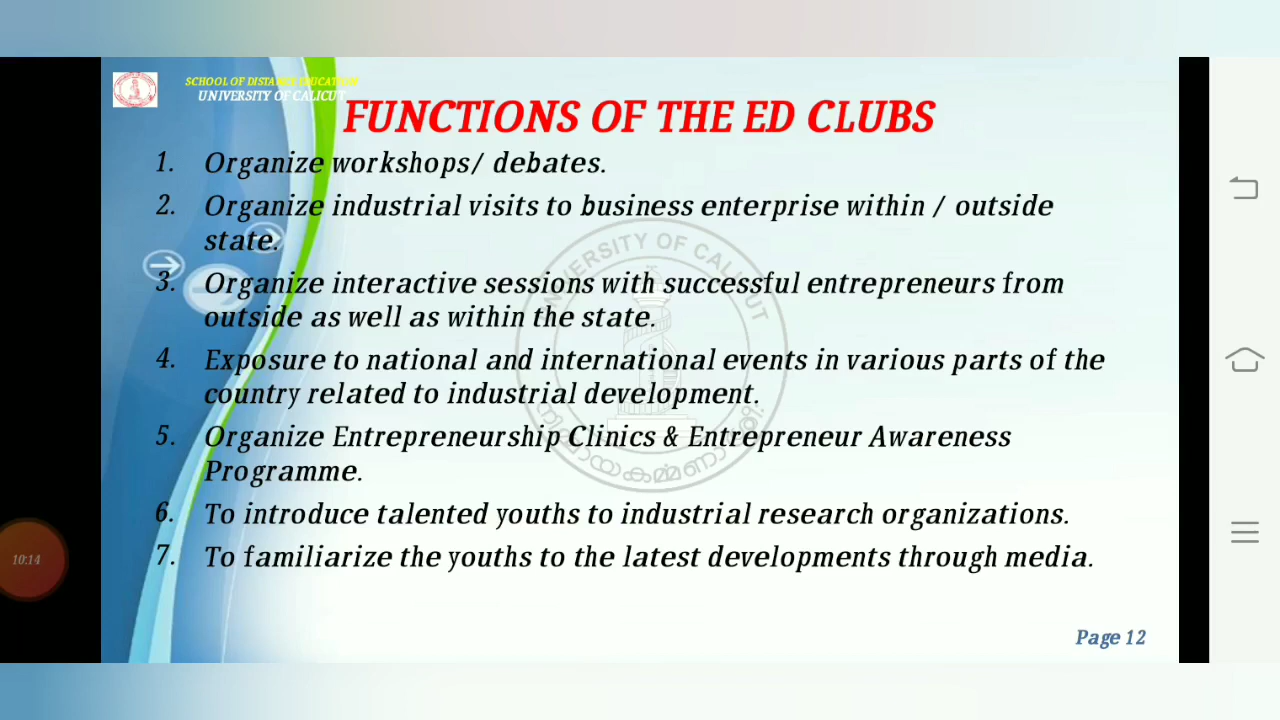 SCHOOL OF DISTANCE EDUCATION
UNIVERSITY OF CALICUT
FUNCTIONS OF THE ED CLUBS
1. Organize workshops/ debates.
2. Organize industrial visits to business enterprise within / outside
state.
3. Organize interactive sessions with successful entrepreneurs from
outside as well as within the state.
4. Exposure to national and international events in various parts of the
country related to industrial development.
5. Organize Entrepreneurship Clinics & Entrepreneur Awareness
Programme.
6. To introduce talented youths to industrial research organizations.
7. To familiarize the youths to the latest developments through media.
UNIVERSITY OF CALICUT
10:14
Page 12